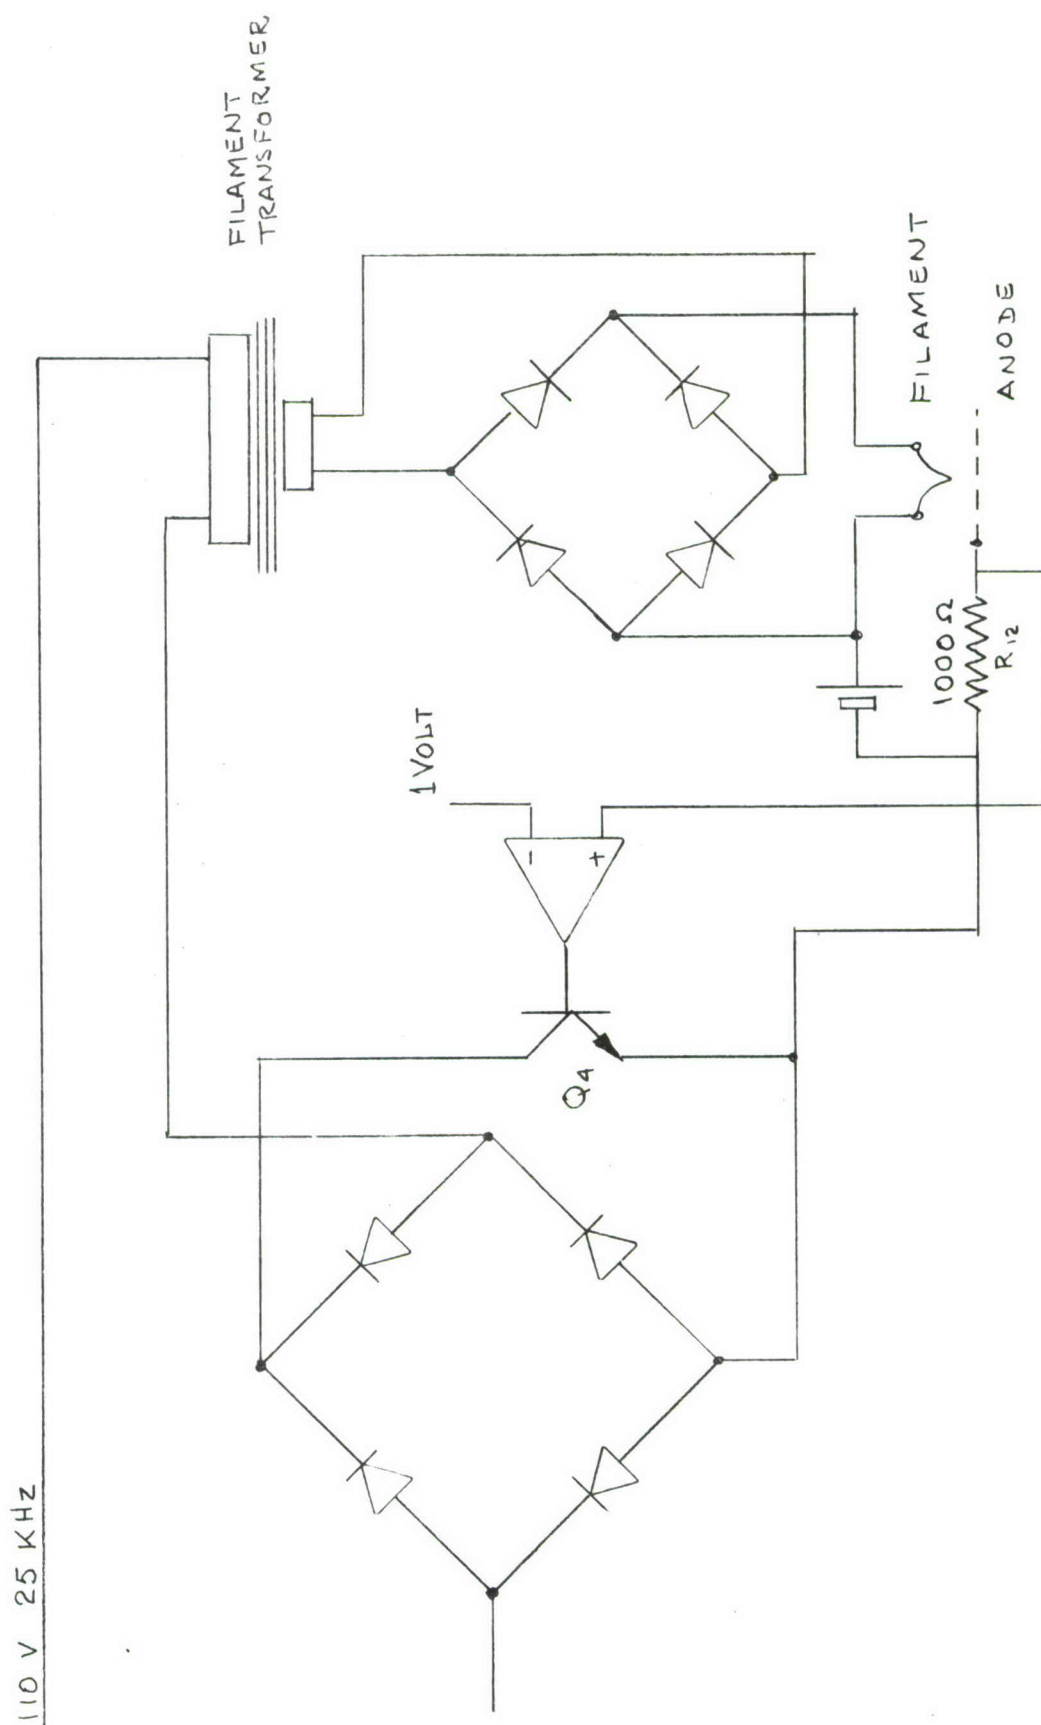 110 V 25 KHz
FILAMENT
TRANSFORMER
1 VOLT
-
+
Q4
1000 Ω
R12
FILAMENT
ANODE